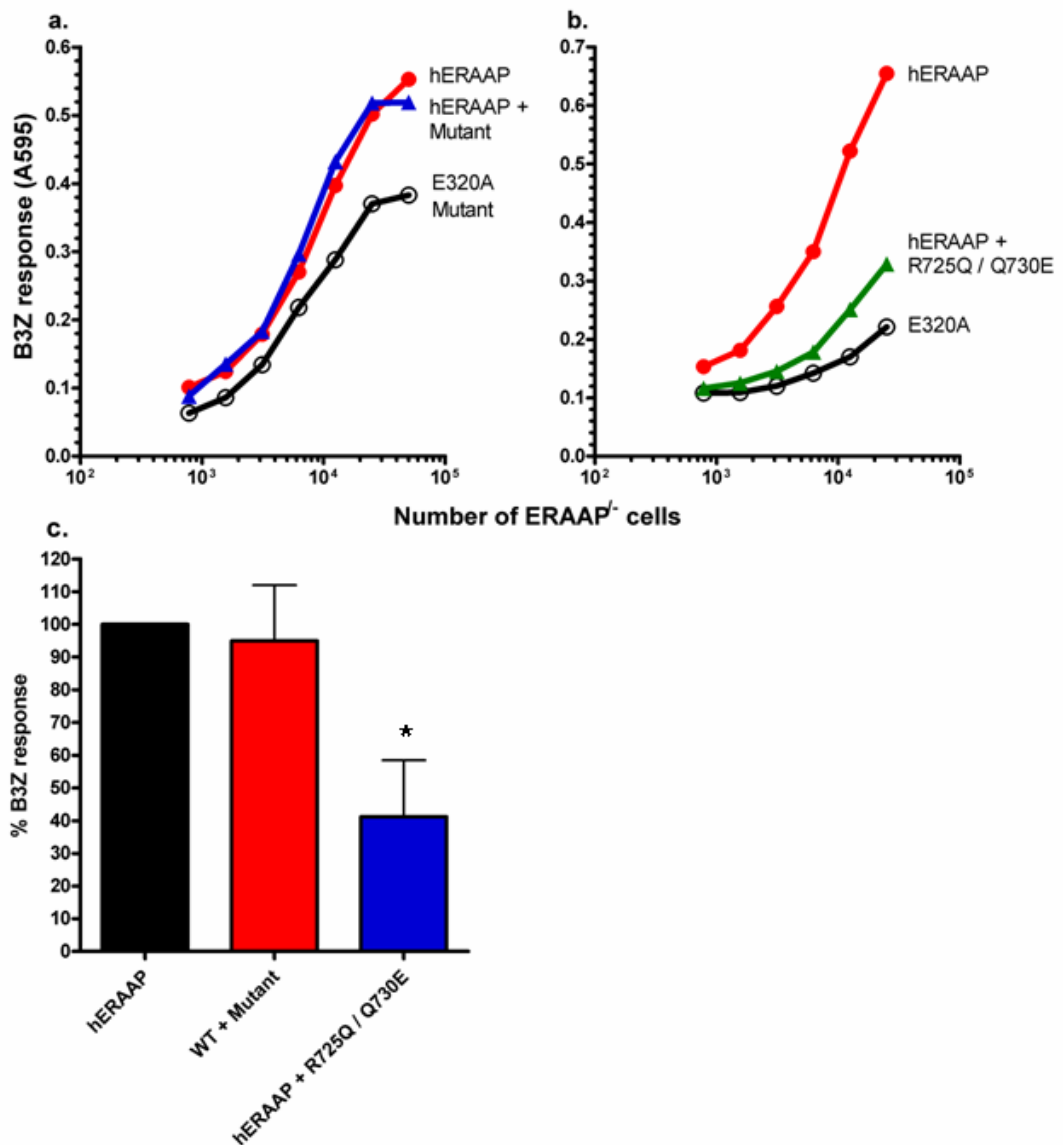 a.
B3Z response (A595)
0.6
0.5
0.4
0.3
0.2
0.1
0.0
10²
10³
10⁴
10⁵
hERAAP
hERAAP +
Mutant
E320A
Mutant
b.
0.7
0.6
0.5
0.4
0.3
0.2
0.1
0.0
10²
10³
10⁴
10⁵
hERAAP
hERAAP +
R725Q / Q730E
E320A
Number of ERAAP/- cells
c.
% B3Z response
120
110
100
90
80
70
60
50
40
30
20
10
0
*
hERAAP
WT + Mutant
hERAAP + R725Q / Q730E